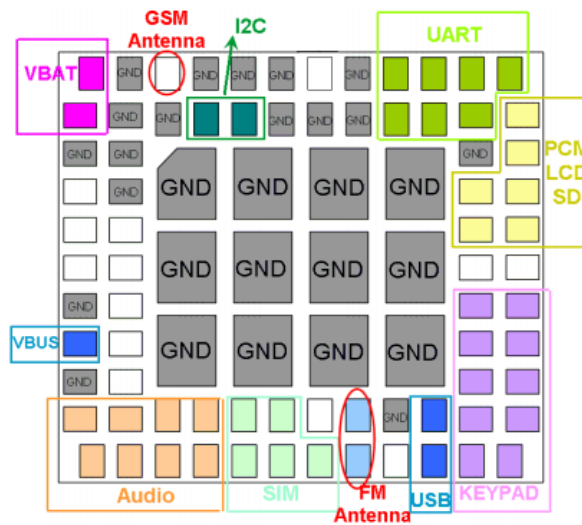 GSM
Antenna
I2C
UART
VBAT
GND GND GND GND GND
GND GND GND GND GND
GND GND GND
PCM
LCD
SD
GND
GND GND GND GND
GND GND GND GND
GND
VBUS
GND GND GND GND
GND
GND
Audio
SIM
FM
Antenna
USB
KEYPAD